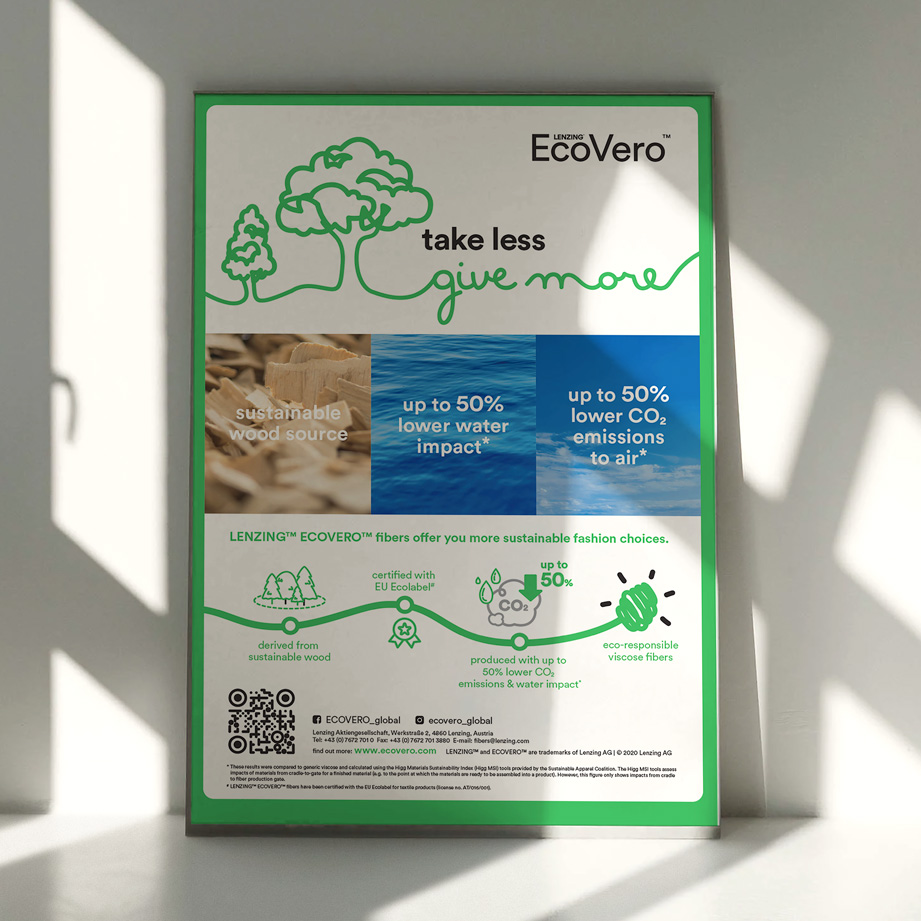 LENZING
EcoVero™
take less
give more
sustainable
wood source
up to 50%
lower water
impact*
up to 50%
lower CO₂
emissions
to air*
LENZING™ ECOVERO™ fibers offer you more sustainable fashion choices.
derived from
sustainable wood
certified with
EU Ecolabel#
CO₂
up to
50%
produced with up to
50% lower CO₂
emissions & water impact*
eco-responsible
viscose fibers
ECOVERO_global ecovero_global
Lenzing Aktiengesellschaft, Werkstraße 2, 4860 Lenzing, Austria
Tel: +43 (0) 7672 701 0 Fax: +43 (0) 7672 701 3880 E-mail: fibers@lenzing.com
find out more: www.ecovero.com LENZING™ and ECOVERO™ are trademarks of Lenzing AG | © 2020 Lenzing AG
* These results were compared to generic viscose and calculated using the Higg Materials Sustainability Index (Higg MSI) tools provided by the Sustainable Apparel Coalition. The Higg MSI tools assess
impacts of materials from cradle-to-gate for a finished material (e.g. to the point at which the materials are ready to be assembled into a product). However, this figure only shows impacts from cradle
to fiber production gate.
# LENZING™ ECOVERO™ fibers have been certified with the EU Ecolabel for textile products (license no. AT/016/001).